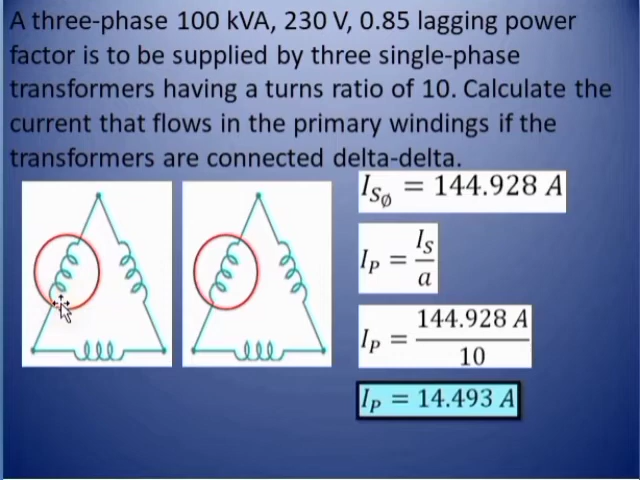 A three-phase 100 kVA, 230 V, 0.85 lagging power
factor is to be supplied by three single-phase
transformers having a turns ratio of 10. Calculate the
current that flows in the primary windings if the
transformers are connected delta-delta.
I_{S_ø} = 144.928 A
I_P = I_S / a
I_P = 144.928 A / 10
I_P = 14.493 A